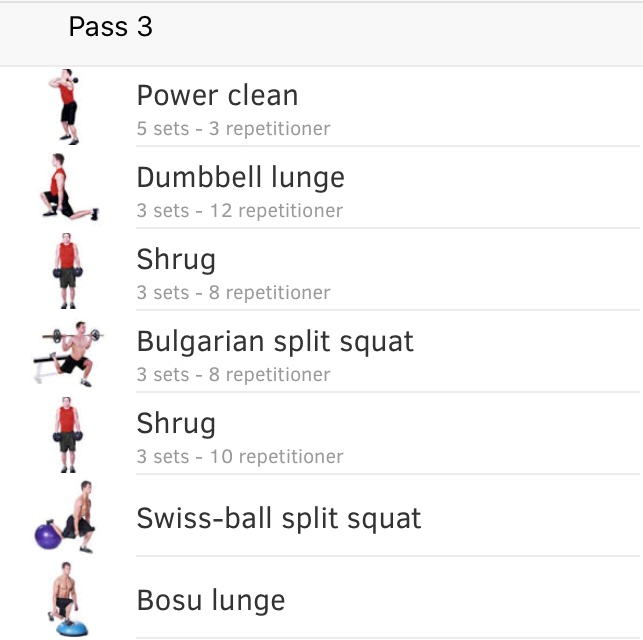 Pass 3
Power clean
5 sets - 3 repetitioner
Dumbbell lunge
3 sets - 12 repetitioner
Shrug
3 sets - 8 repetitioner
Bulgarian split squat
3 sets - 8 repetitioner
Shrug
3 sets - 10 repetitioner
Swiss-ball split squat
Bosu lunge